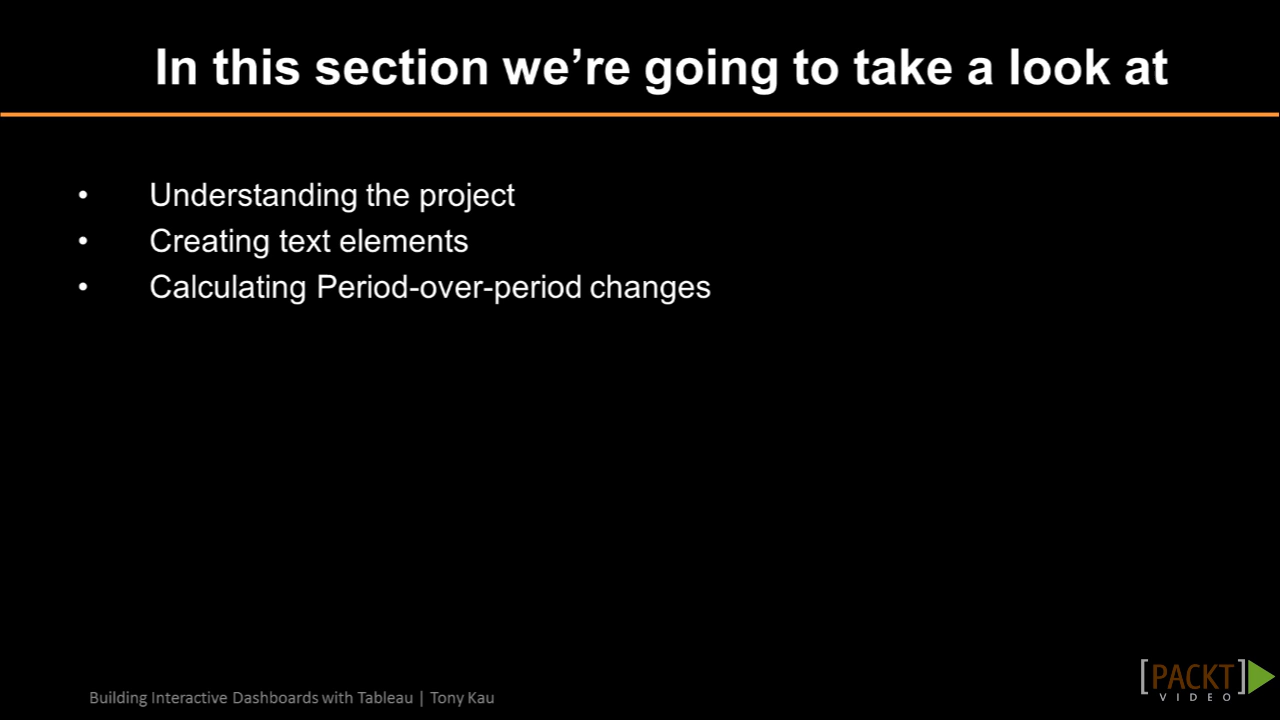 In this section we’re going to take a look at
• Understanding the project
• Creating text elements
• Calculating Period-over-period changes
Building Interactive Dashboards with Tableau | Tony Kau
[PACKT]
VIDEO